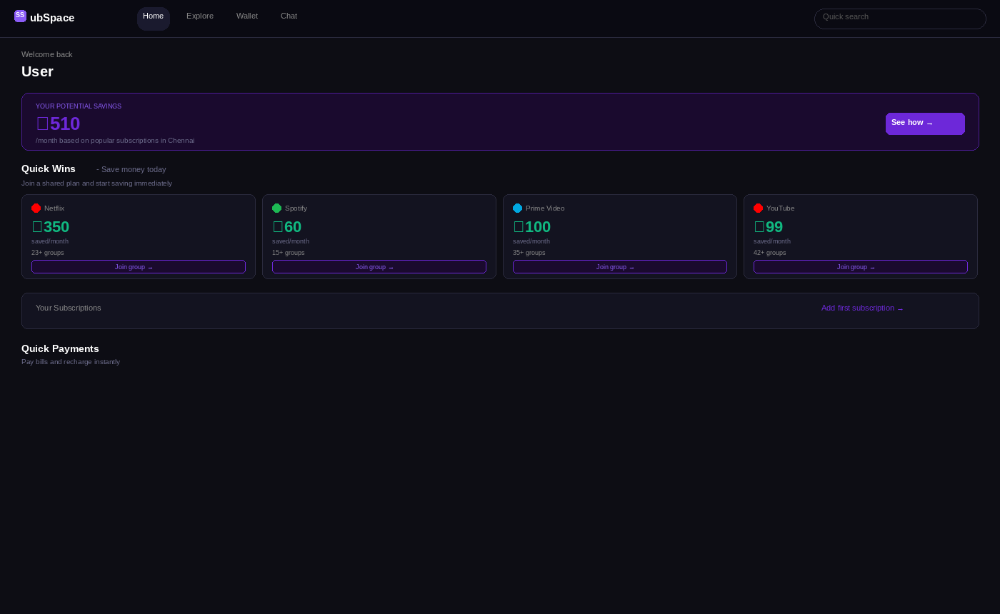 SS ubSpace Home Explore Wallet Chat Quick search
Welcome back
User
YOUR POTENTIAL SAVINGS
510
See how →
/month based on popular subscriptions in Chennai
Quick Wins - Save money today
Join a shared plan and start saving immediately
Netflix
350
saved/month
23+ groups
Join group →
Spotify
60
saved/month
15+ groups
Join group →
Prime Video
100
saved/month
35+ groups
Join group →
YouTube
99
saved/month
42+ groups
Join group →
Your Subscriptions Add first subscription →
Quick Payments
Pay bills and recharge instantly